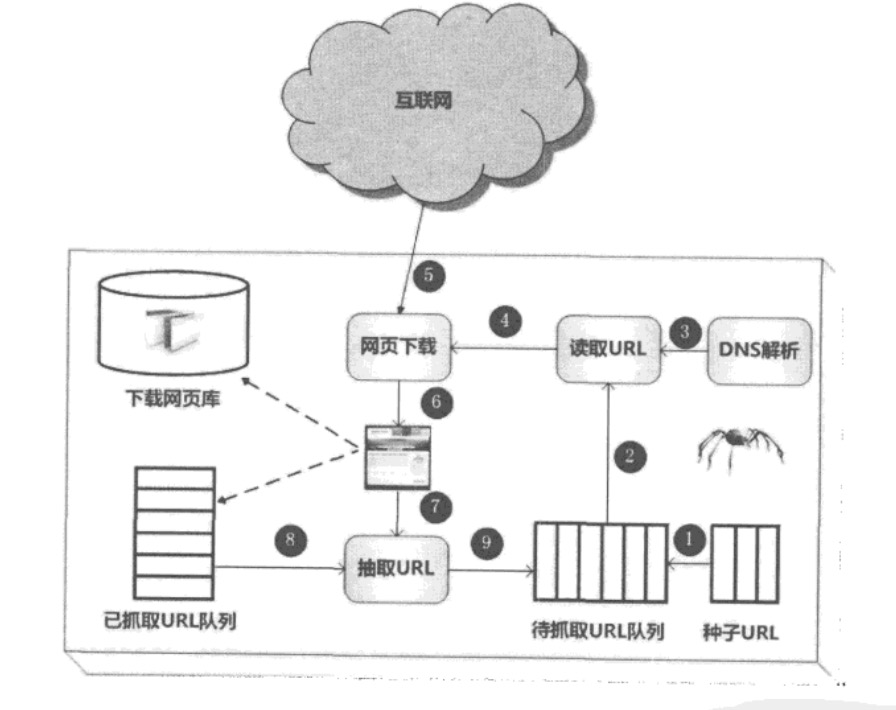 互联网
5
4
3
网页下载
读取URL
DNS解析
下载网页库
6
2
7
8
9
1
抽取URL
已抓取URL队列
待抓取URL队列
种子URL